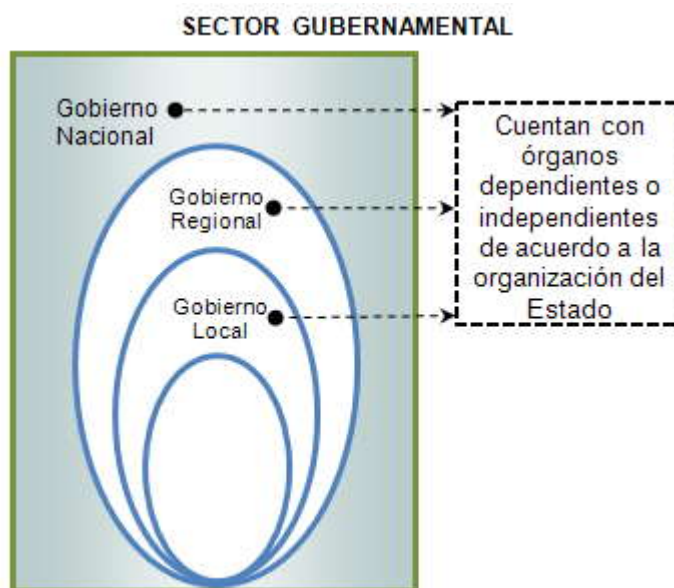 SECTOR GUBERNAMENTAL
Gobierno
Nacional
Gobierno
Regional
Gobierno
Local
Cuentan con
órganos
dependientes o
independientes
de acuerdo a la
organización del
Estado